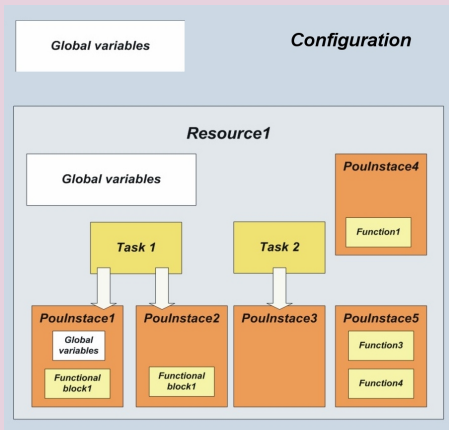 Global variables
Configuration
Resource1
Global variables
PouInstace4
Function1
Task 1
Task 2
PouInstace1
PouInstace2
PouInstace3
PouInstace5
Global
variables
Functional
block1
Functional
block1
Function3
Function4